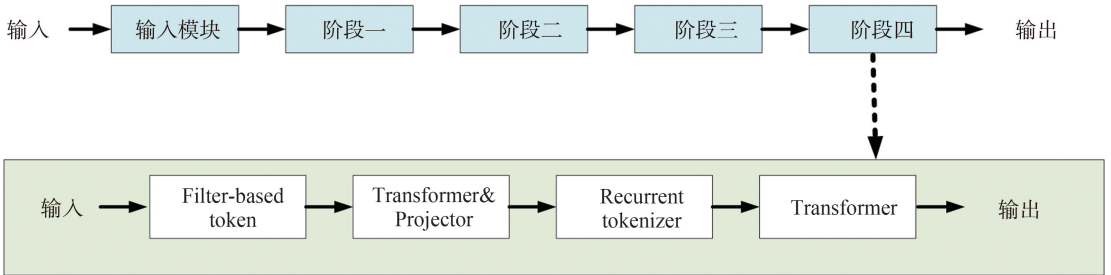 输入
输入模块
阶段一
阶段二
阶段三
阶段四
输出
输入
Filter-based
token
Transformer&
Projector
Recurrent
tokenizer
Transformer
输出